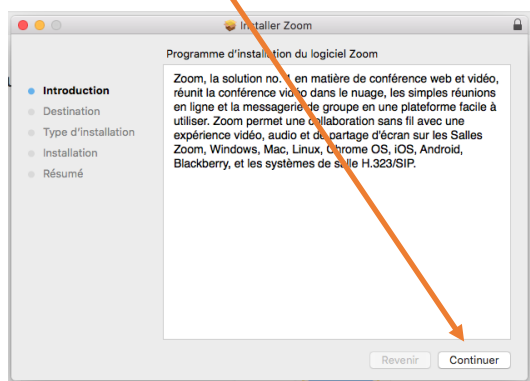 Installer Zoom
Programme d'installation du logiciel Zoom
Introduction
Destination
Type d'installation
Installation
Résumé
Zoom, la solution no. 1 en matière de conférence web et vidéo,
réunit la conférence vidéo dans le nuage, les simples réunions
en ligne et la messagerie de groupe en une plateforme facile à
utiliser. Zoom permet une collaboration sans fil avec une
expérience vidéo, audio et de partage d'écran sur les Salles
Zoom, Windows, Mac, Linux, Chrome OS, iOS, Android,
Blackberry, et les systèmes de salle H.323/SIP.
Revenir Continuer